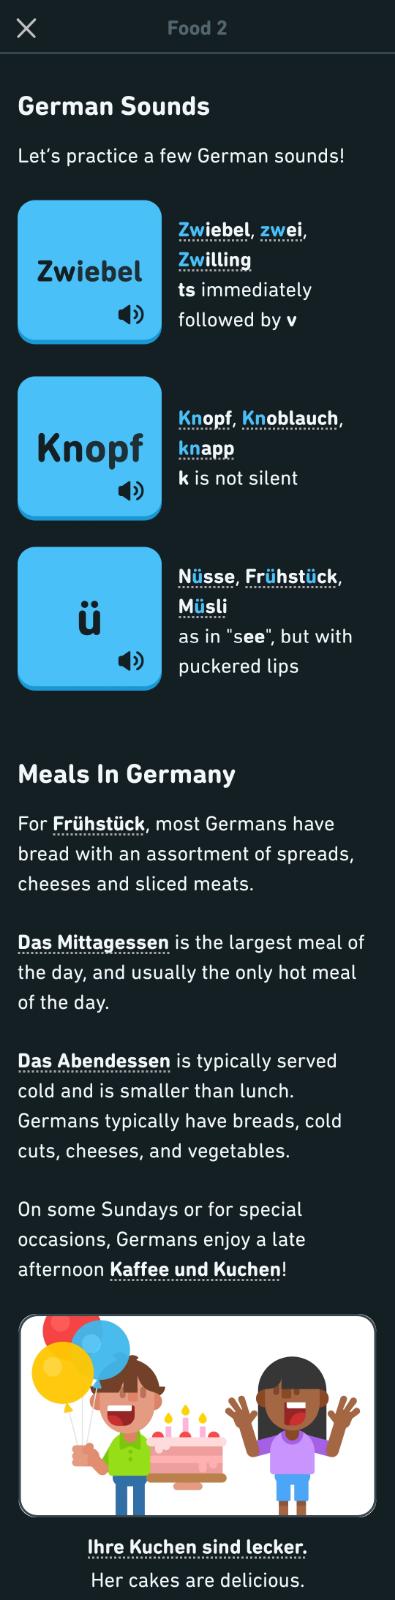 Food 2
German Sounds
Let's practice a few German sounds!
Zwiebel
Zwiebel, zwei,
Zwilling
ts immediately
followed by v
Knopf
Knopf, Knoblauch,
knapp
k is not silent
ü
Nüsse, Frühstück,
Müsli
as in "see", but with
puckered lips
Meals In Germany
For Frühstück, most Germans have
bread with an assortment of spreads,
cheeses and sliced meats.
Das Mittagessen is the largest meal of
the day, and usually the only hot meal
of the day.
Das Abendessen is typically served
cold and is smaller than lunch.
Germans typically have breads, cold
cuts, cheeses, and vegetables.
On some Sundays or for special
occasions, Germans enjoy a late
afternoon Kaffee und Kuchen!
Ihre Kuchen sind lecker.
Her cakes are delicious.